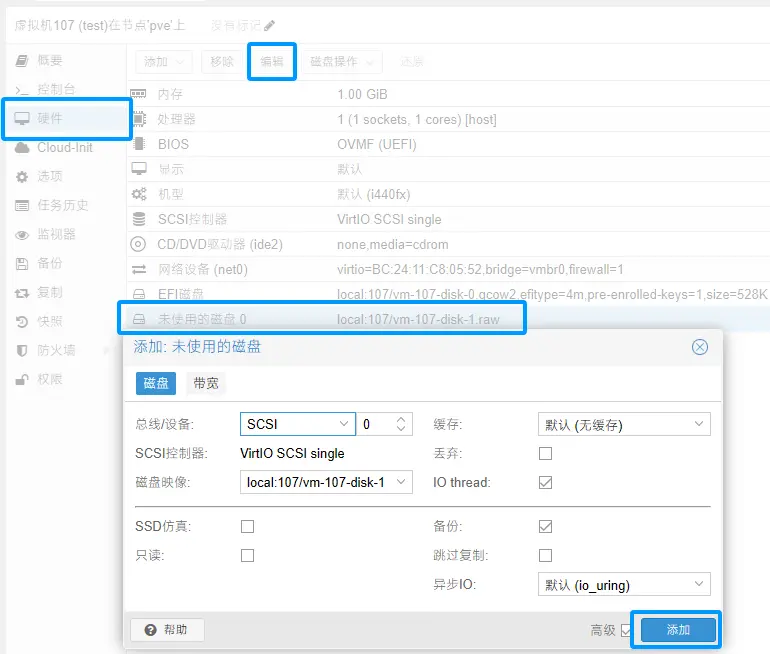 虚拟机107 (test)在节点'pve'上 没有标记
概要
控制台
硬件
Cloud-Init
选项
任务历史
监视器
备份
复制
快照
防火墙
权限
添加 移除 编辑 磁盘操作 还原
内存 1.00 GiB
处理器 1 (1 sockets, 1 cores) [host]
BIOS OVMF (UEFI)
显示 默认
机型 默认 (i440fx)
SCSI控制器 VirtIO SCSI single
CD/DVD驱动器 (ide2) none,media=cdrom
网络设备 (net0) virtio=BC:24:11:C8:05:52,bridge=vmbr0,firewall=1
EFI磁盘 local:107/vm-107-disk-0.qcow2,efitype=4m,pre-enrolled-keys=1,size=528K
未使用的磁盘 0 local:107/vm-107-disk-1.raw
添加: 未使用的磁盘
磁盘 带宽
总线/设备: SCSI 0 缓存: 默认 (无缓存)
SCSI控制器: VirtIO SCSI single 丢弃:
磁盘映像: local:107/vm-107-disk-1 IO thread:
SSD仿真: 备份:
只读: 跳过复制:
异步IO: 默认 (io_uring)
帮助 高级 添加